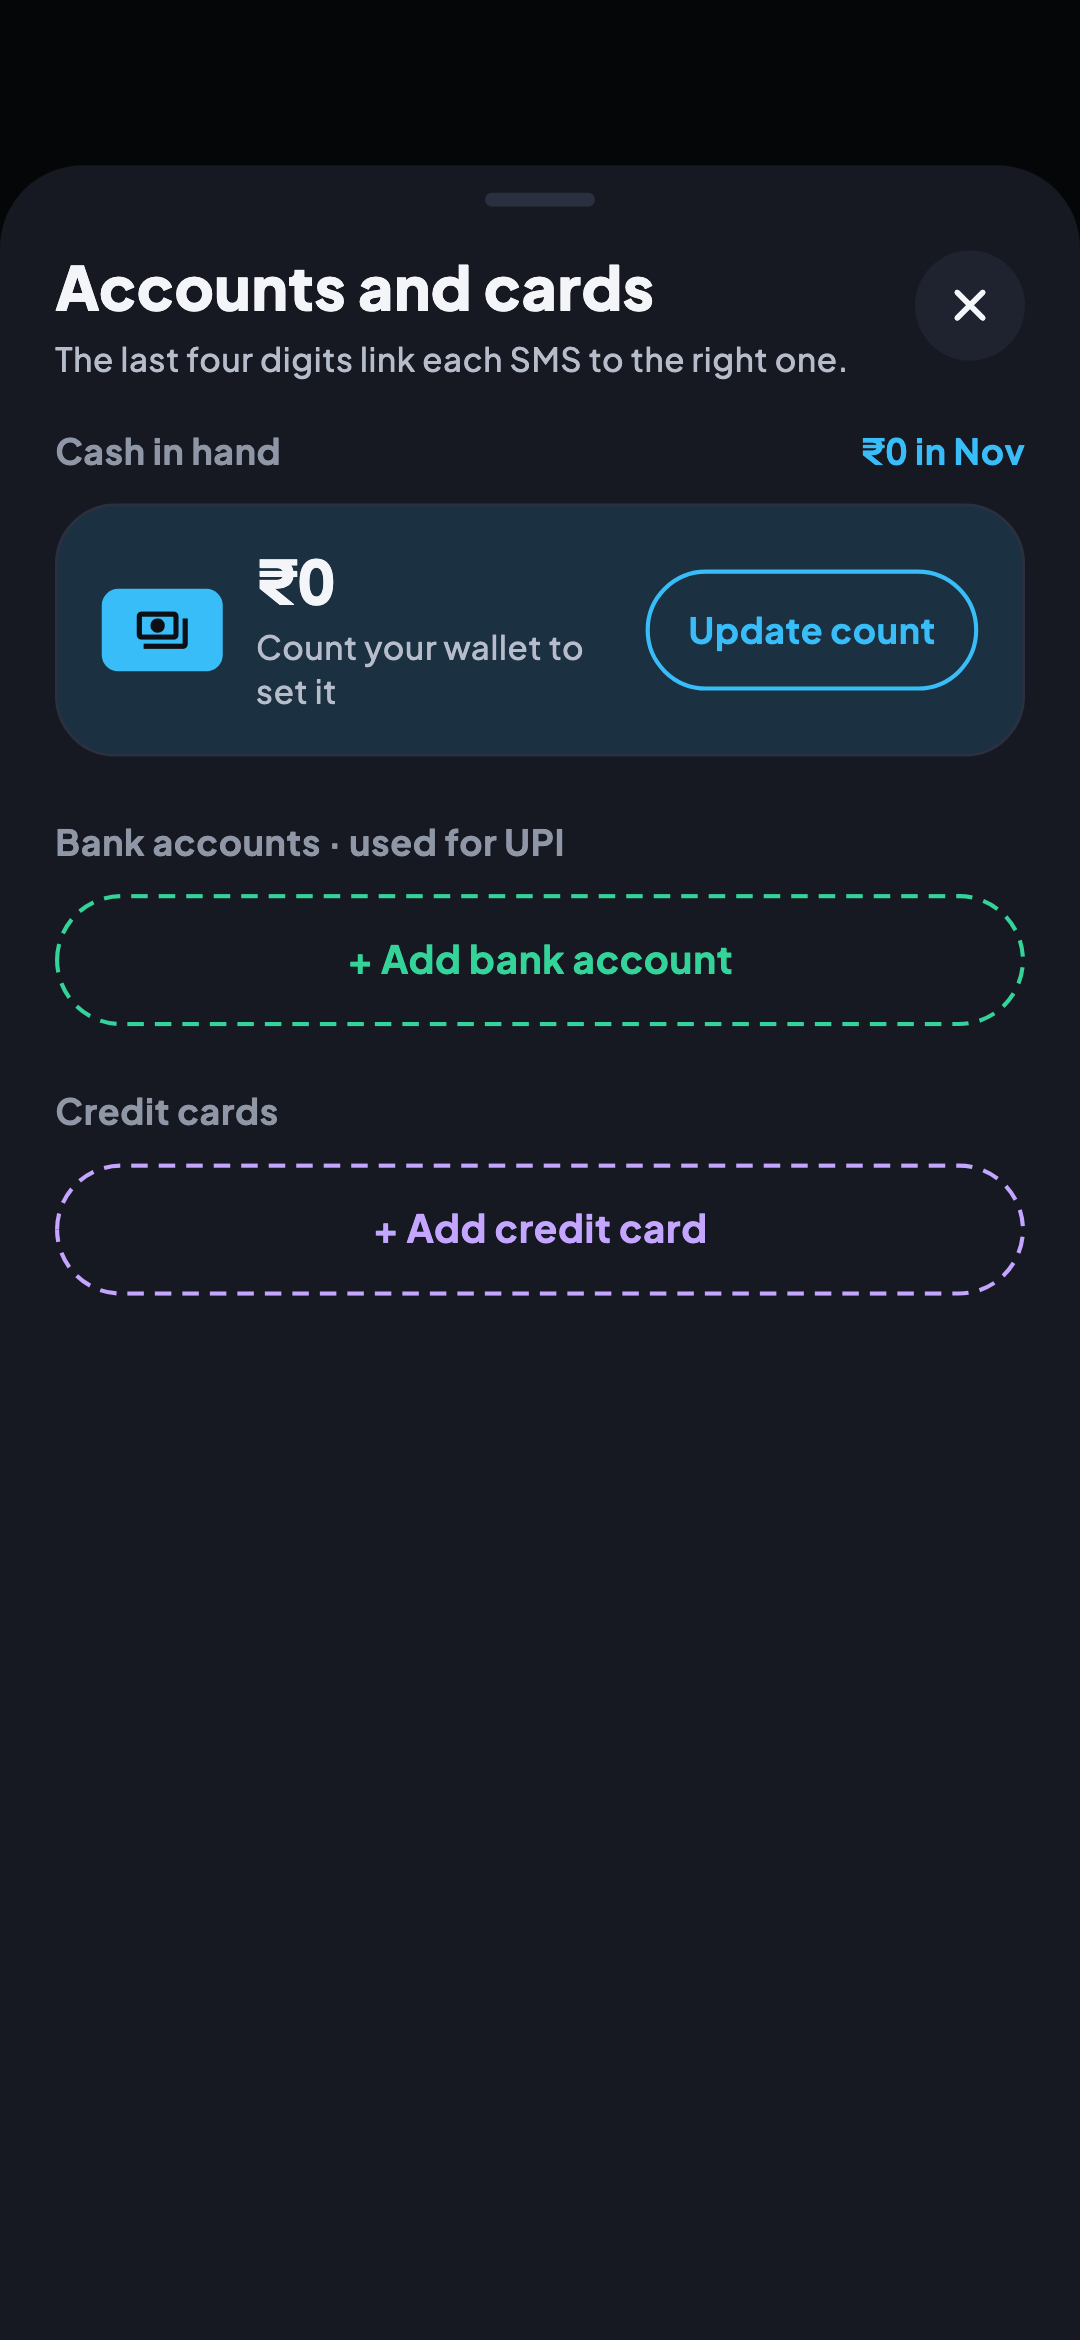 Accounts and cards
The last four digits link each SMS to the right one.
Cash in hand
₹0 in Nov
₹0
Count your wallet to
set it
Update count
Bank accounts · used for UPI
+ Add bank account
Credit cards
+ Add credit card